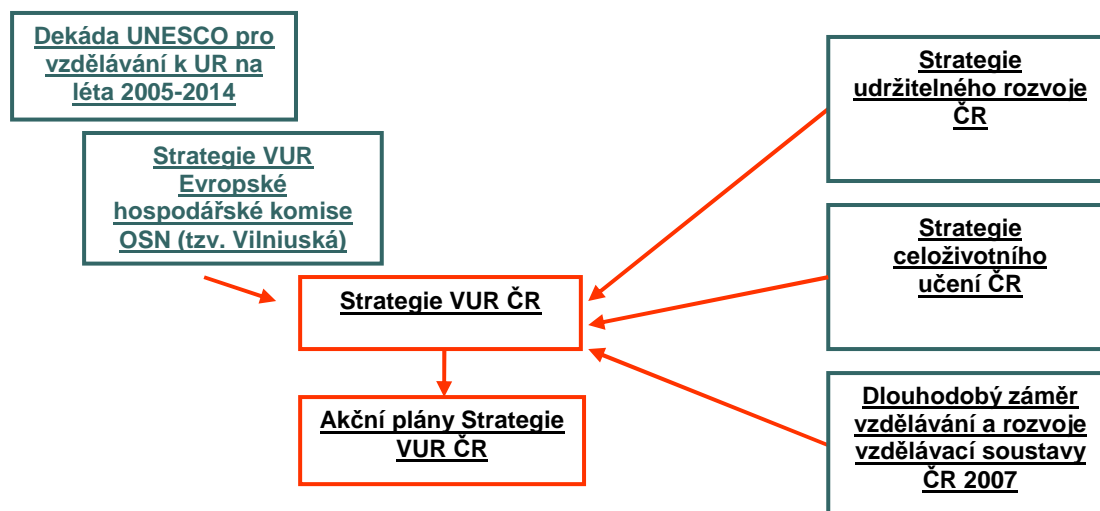 Dekáda UNESCO pro
vzdělávání k UR na
léta 2005-2014
Strategie VUR
Evropské
hospodářské komise
OSN (tzv. Vilniuská)
Strategie VUR ČR
Akční plány Strategie
VUR ČR
Strategie
udržitelného rozvoje
ČR
Strategie
celoživotního
učení ČR
Dlouhodobý záměr
vzdělávání a rozvoje
vzdělávací soustavy
ČR 2007